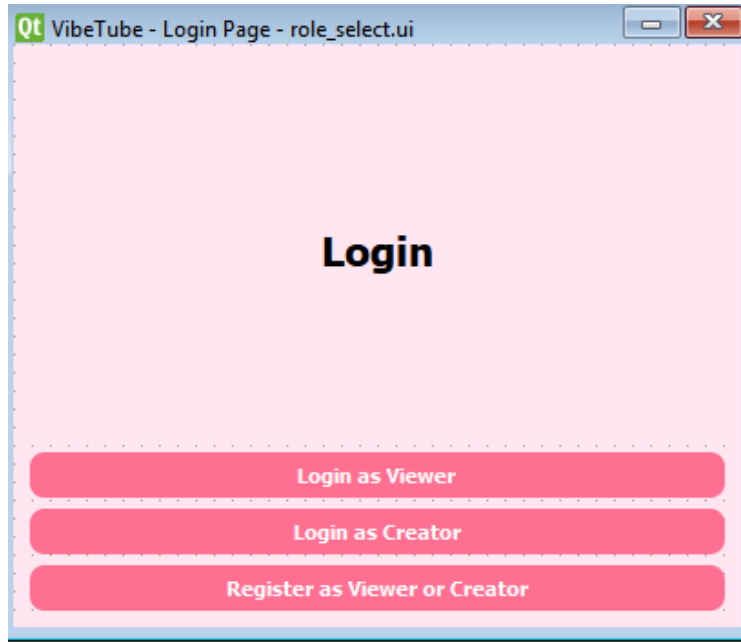 Qt VibeTube - Login Page - role_select.ui
Login
Login as Viewer
Login as Creator
Register as Viewer or Creator